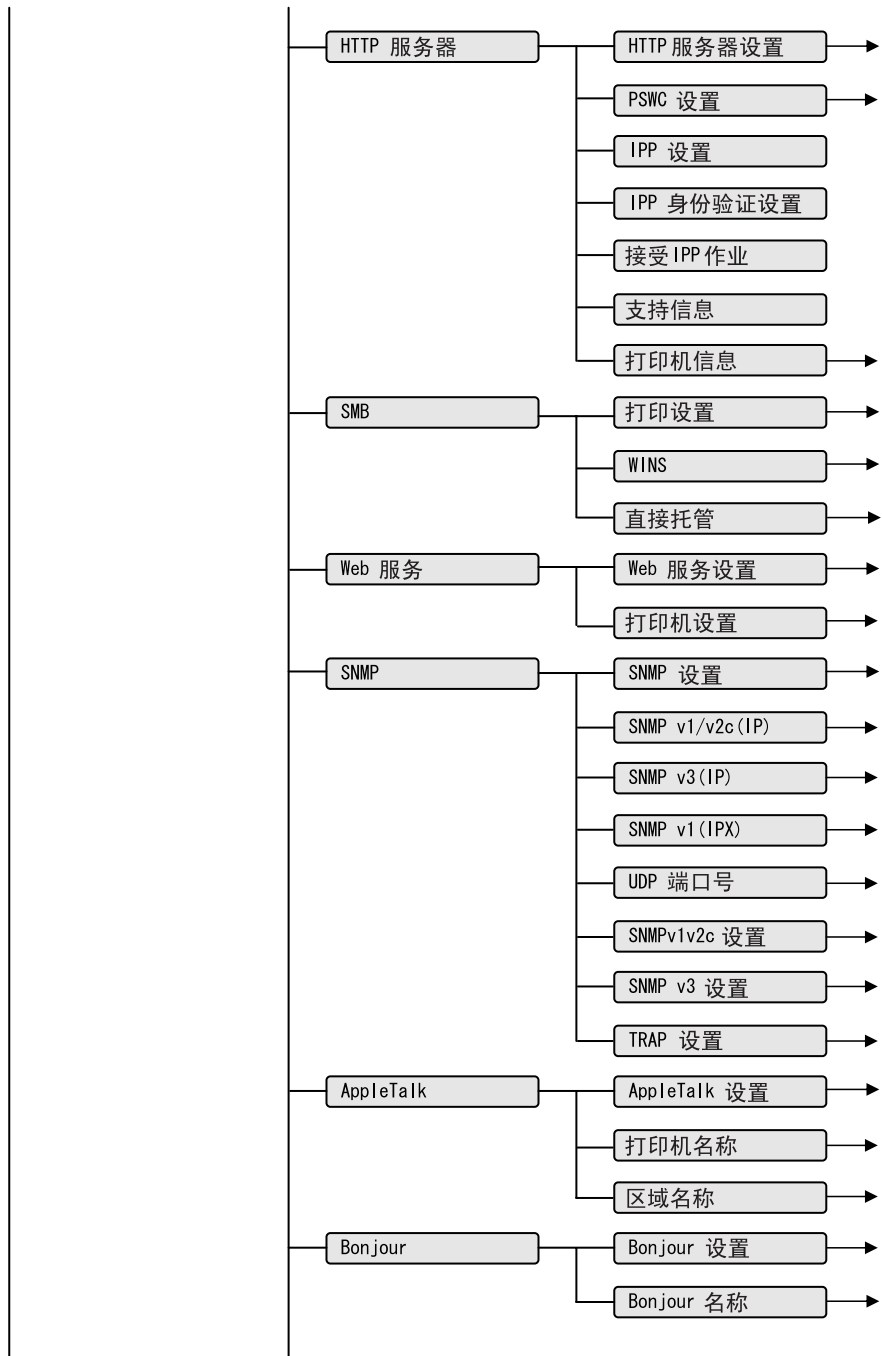 HTTP 服务器
HTTP服务器设置
PSWC 设置
IPP 设置
IPP 身份验证设置
接受IPP作业
支持信息
打印机信息
SMB
打印设置
WINS
直接托管
Web 服务
Web 服务设置
打印机设置
SNMP
SNMP 设置
SNMP v1/v2c(IP)
SNMP v3(IP)
SNMP v1(IPX)
UDP 端口号
SNMPv1v2c 设置
SNMP v3 设置
TRAP 设置
AppleTalk
AppleTalk 设置
打印机名称
区域名称
Bonjour
Bonjour 设置
Bonjour 名称